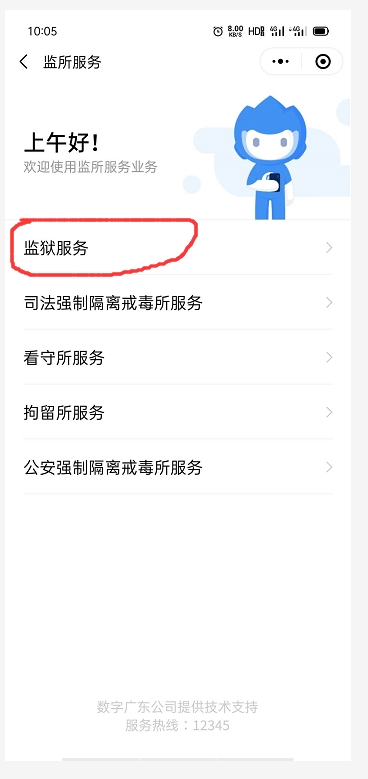 10:05
8.00 KB/S HD 4G 4G
监所服务
上午好!
欢迎使用监所服务业务
监狱服务
司法强制隔离戒毒所服务
看守所服务
拘留所服务
公安强制隔离戒毒所服务
数字广东公司提供技术支持
服务热线：12345